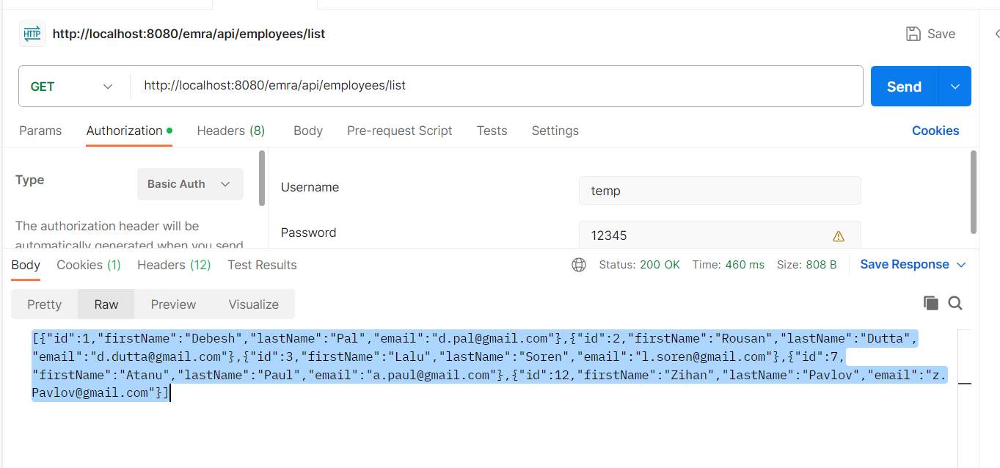 HTTP http://localhost:8080/emra/api/employees/list Save
GET http://localhost:8080/emra/api/employees/list Send
Params Authorization Headers (8) Body Pre-request Script Tests Settings Cookies
Type Basic Auth
The authorization header will be
automatically generated when you send
Username temp
Password 12345
Body Cookies (1) Headers (12) Test Results Status: 200 OK Time: 460 ms Size: 808 B Save Response
Pretty Raw Preview Visualize
[{"id":1,"firstName":"Debesh","lastName":"Pal","email":"d.pal@gmail.com"},{"id":2,"firstName":"Rousan","lastName":"Dutta",
"email":"d.dutta@gmail.com"},{"id":3,"firstName":"Lalu","lastName":"Soren","email":"l.soren@gmail.com"},{"id":7,
"firstName":"Atanu","lastName":"Paul","email":"a.paul@gmail.com"},{"id":12,"firstName":"Zihan","lastName":"Pavlov","email":"z.
Pavlov@gmail.com"}]